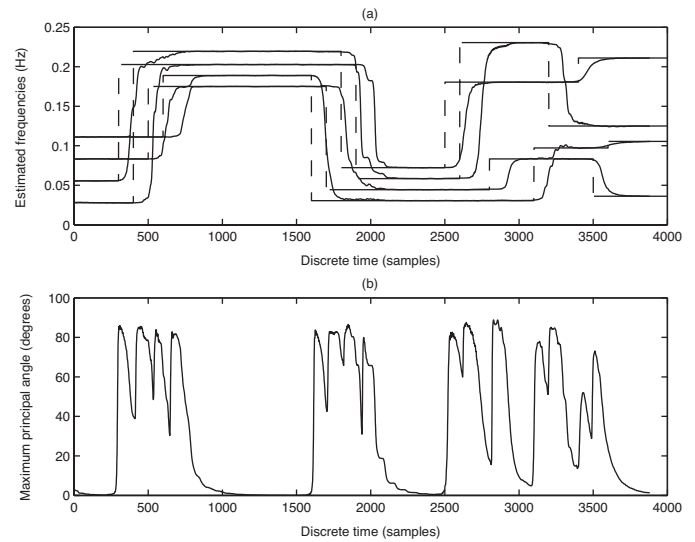 (a)
Estimated frequencies (Hz)
0.25
0.2
0.15
0.1
0.05
0
0 500 1000 1500 2000 2500 3000 3500 4000
Discrete time (samples)
(b)
Maximum principal angle (degrees)
100
80
60
40
20
0
0 500 1000 1500 2000 2500 3000 3500 4000
Discrete time (samples)